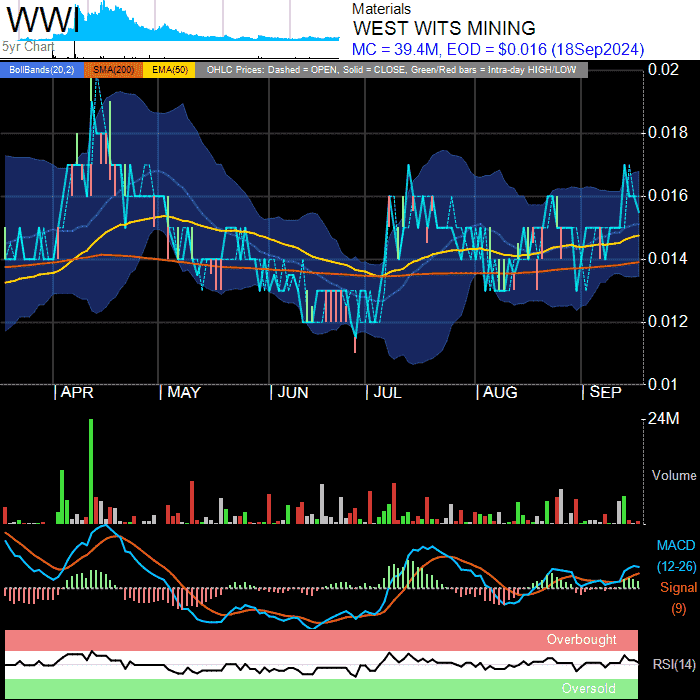 WWI
5yr Chart
Materials
WEST WITS MINING
MC = 39.4M, EOD = $0.016 (18Sep2024)
BollBands(20,2) SMA(200) EMA(50) OHLC Prices: Dashed = OPEN, Solid = CLOSE, Green/Red bars = Intra-day HIGH/LOW
0.02
0.018
0.016
0.014
0.012
0.01
APR MAY JUN JUL AUG SEP
24M
Volume
MACD
(12-26)
Signal
(9)
Overbought
RSI(14)
Oversold